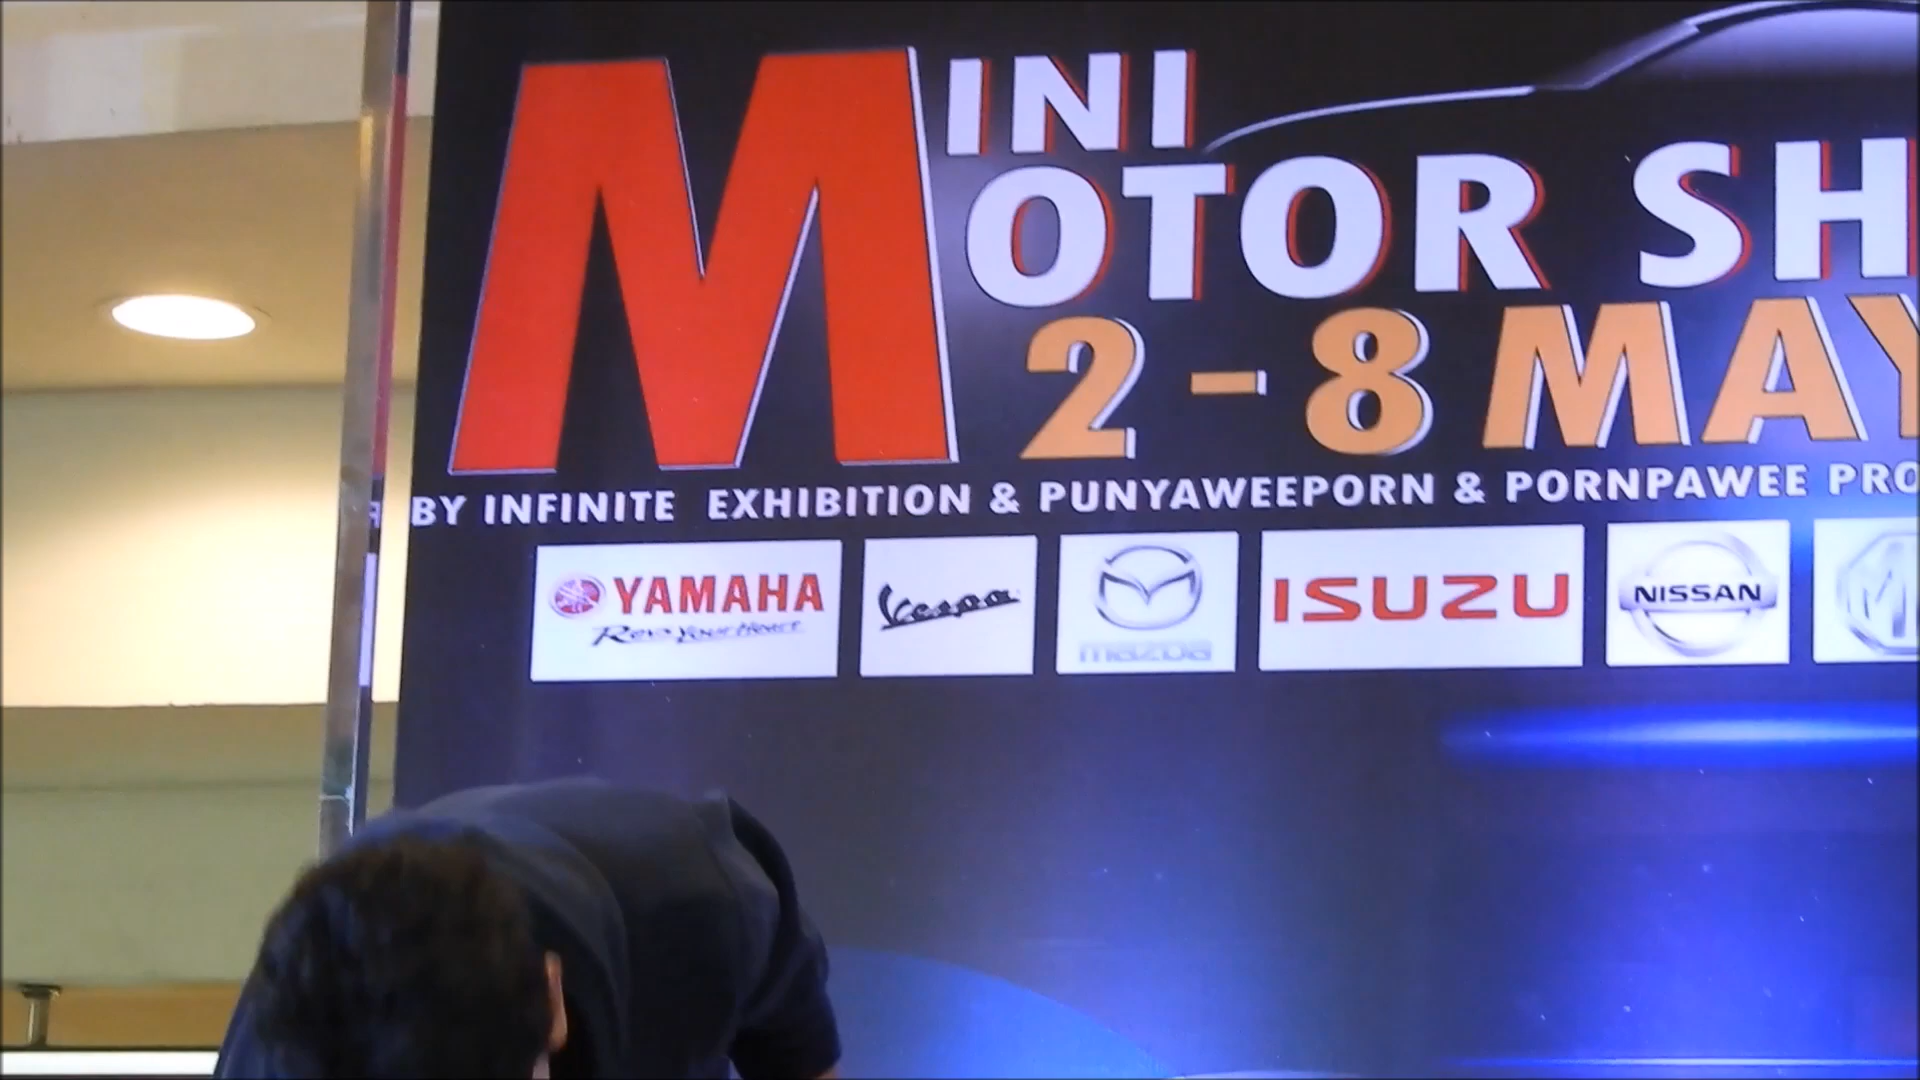 MINI
MOTOR SH
2-8 MAY
BY INFINITE EXHIBITION & PUNYAWEEPORN & PORNPAWEE PRO
YAMAHA
Revs Your Heart
Vespa
mazda
ISUZU
NISSAN
MG